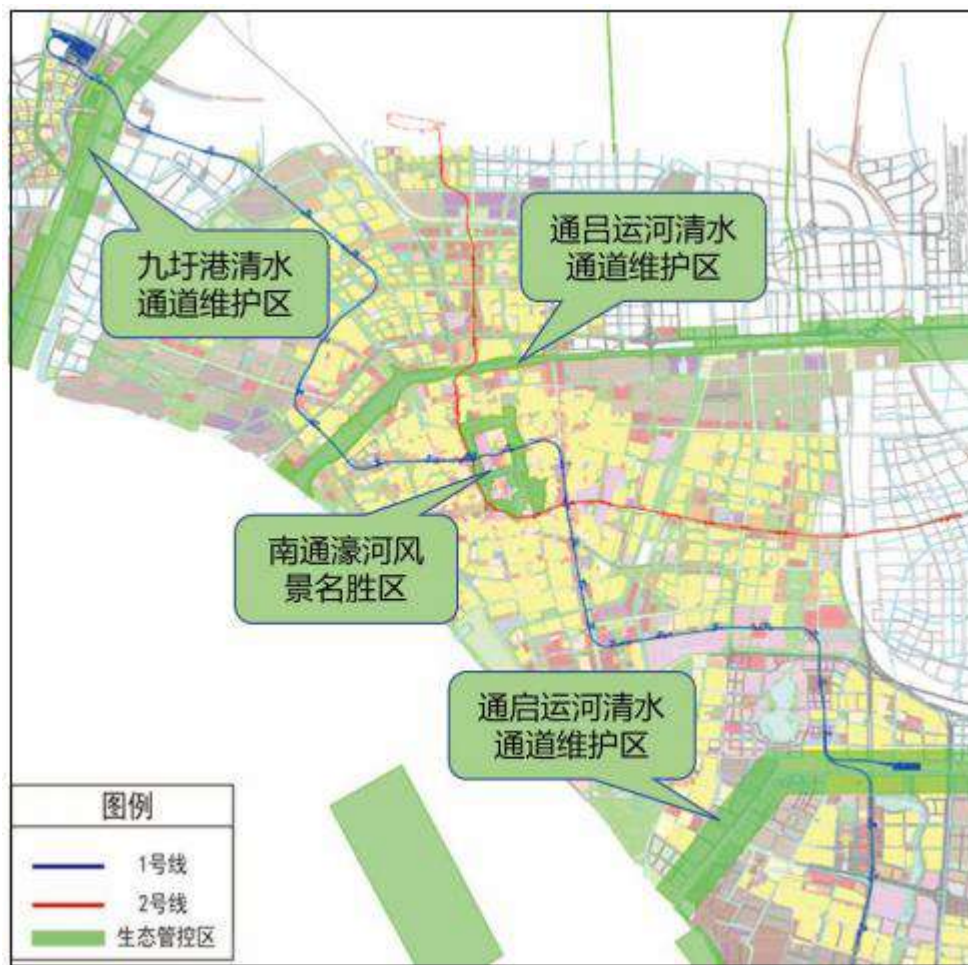 九圩港清水
通道维护区
通吕运河清水
通道维护区
南通濠河风
景名胜区
通启运河清水
通道维护区
图例
1号线
2号线
生态管控区